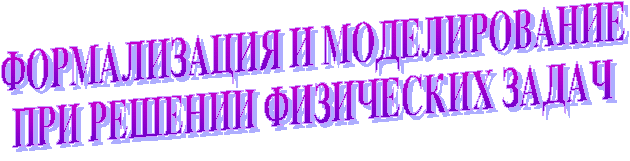 ФОРМАЛИЗАЦИЯ И МОДЕЛИРОВАНИЕ
ПРИ РЕШЕНИИ ФИЗИЧЕСКИХ ЗАДАЧ